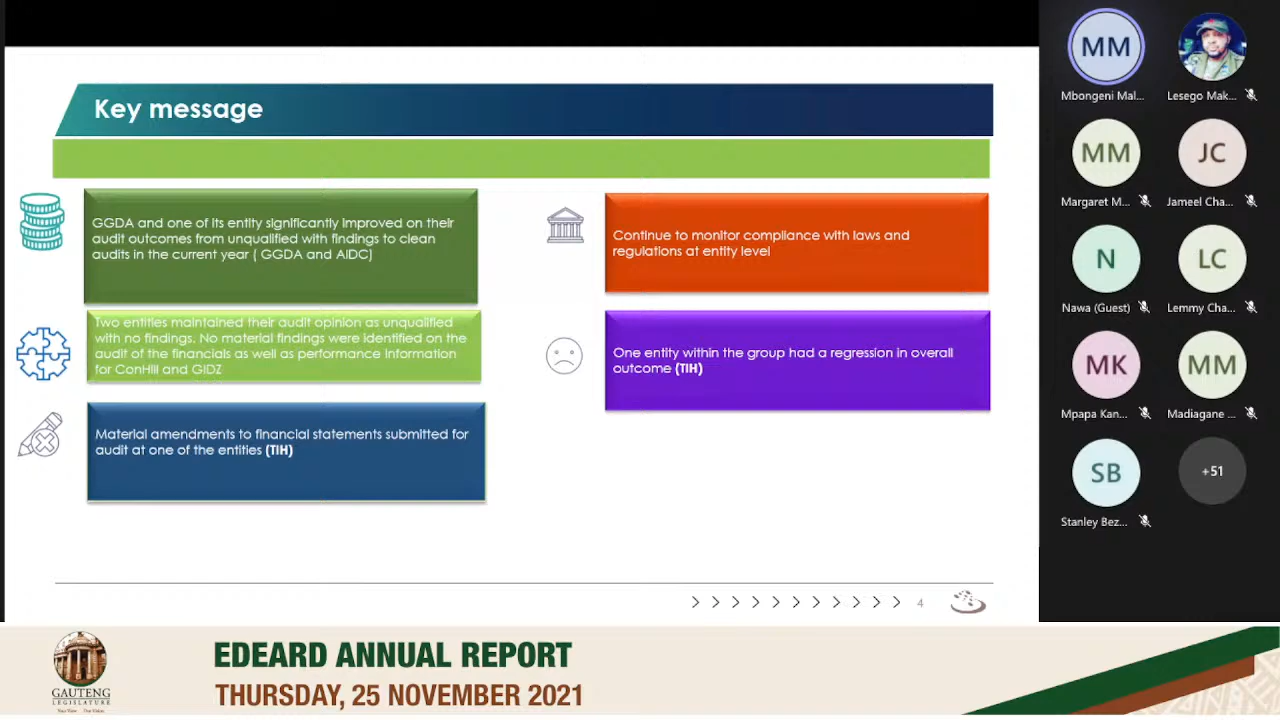 Key message
GGDA and one of its entity significantly improved on their
audit outcomes from unqualified with findings to clean
audits in the current year ( GGDA and AIDC)
Two entities maintained their audit opinion as unqualified
with no findings. No material findings were identified on the
audit of the financials as well as performance information
for ConHill and GIDZ
Material amendments to financial statements submitted for
audit at one of the entities (TIH)
Continue to monitor compliance with laws and
regulations at entity level
One entity within the group had a regression in overall
outcome (TIH)
4
MM
Mbongeni Mal...
Lesego Mak...
MM
Margaret M...
JC
Jameel Cha...
N
Nawa (Guest)
LC
Lemmy Cha...
MK
Mpapa Kan...
MM
Madiagane ...
SB
Stanley Bez...
+51
GAUTENG
LEGISLATURE
Your View Our Vision
EDEARD ANNUAL REPORT
THURSDAY, 25 NOVEMBER 2021